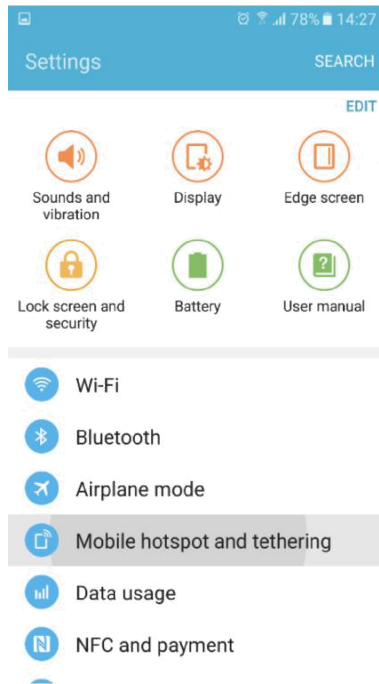 78% 14:27
Settings SEARCH
EDIT
Sounds and
vibration
Display
Edge screen
Lock screen and
security
Battery
User manual
Wi-Fi
Bluetooth
Airplane mode
Mobile hotspot and tethering
Data usage
NFC and payment